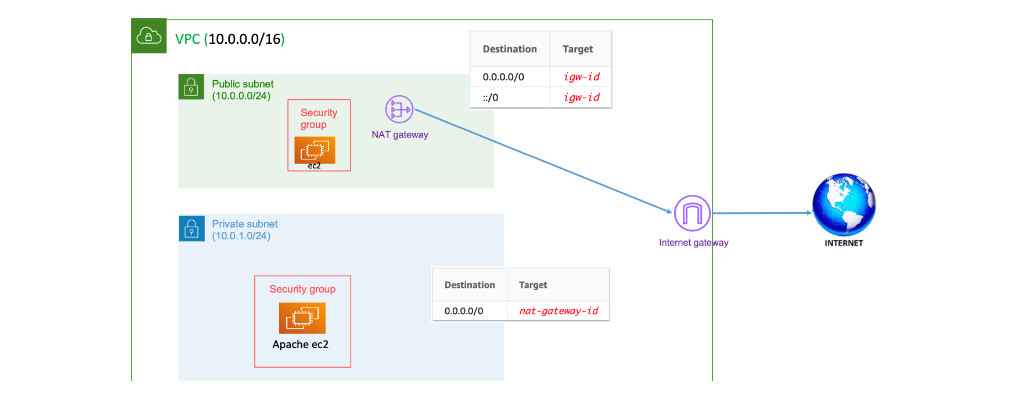 VPC (10.0.0.0/16)
Destination Target
0.0.0.0/0 igw-id
::/0 igw-id
Public subnet
(10.0.0.0/24)
Security
group
ec2
NAT gateway
Internet gateway
INTERNET
Private subnet
(10.0.1.0/24)
Security group
Apache ec2
Destination Target
0.0.0.0/0 nat-gateway-id